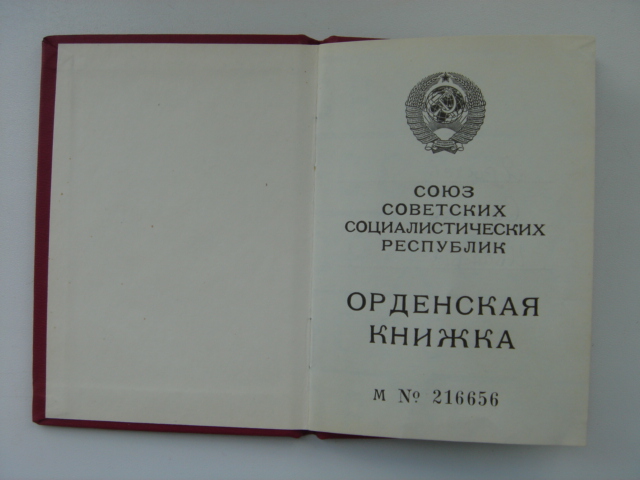 СОЮЗ
СОВЕТСКИХ
СОЦИАЛИСТИЧЕСКИХ
РЕСПУБЛИК
ОРДЕНСКАЯ
КНИЖКА
М № 216656